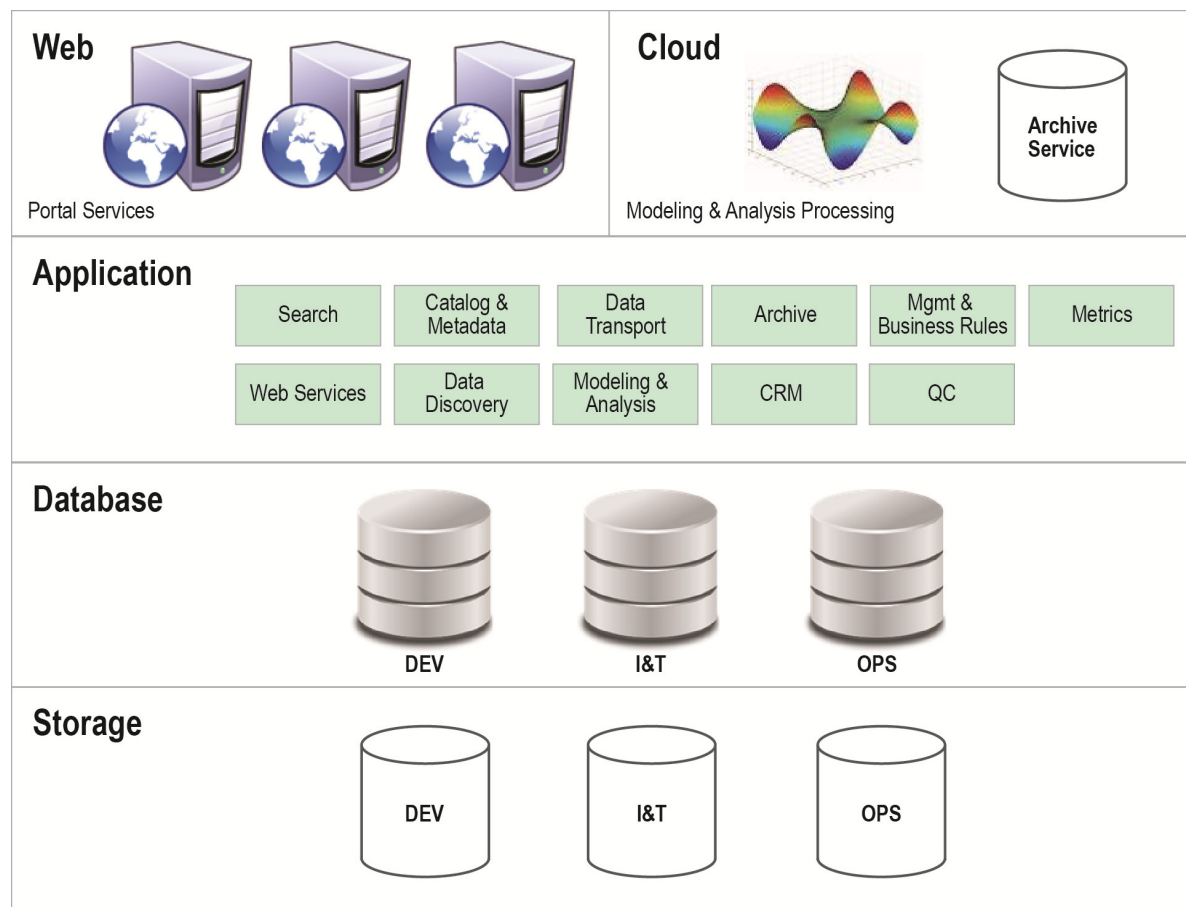 Web
Portal Services
Cloud
Archive
Service
Modeling & Analysis Processing
Application
Search
Catalog &
Metadata
Data
Transport
Archive
Mgmt &
Business Rules
Metrics
Web Services
Data
Discovery
Modeling &
Analysis
CRM
QC
Database
DEV
I&T
OPS
Storage
DEV
I&T
OPS